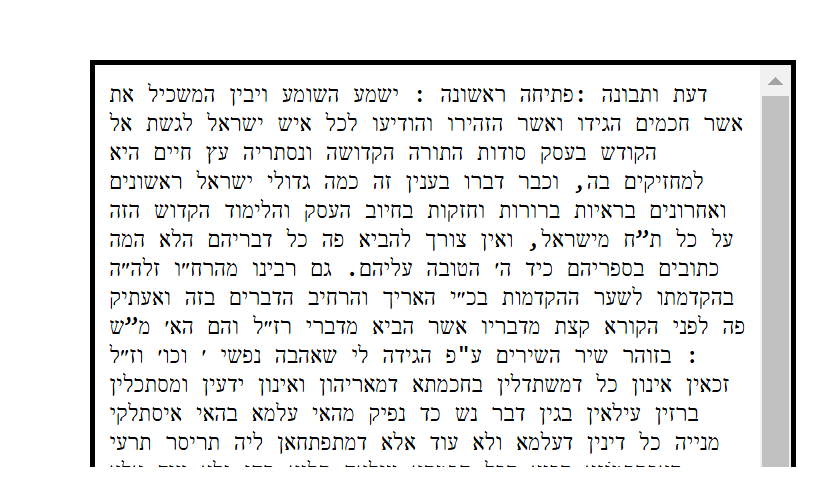 דעת ותבונה :פתיחה ראשונה : ישמע השומע ויבין המשכיל את
אשר חכמים הגידו ואשר הזהירו והודיעו לכל איש ישראל לגשת אל
הקודש בעסק סודות התורה הקדושה ונסתריה עץ חיים היא
למחזיקים בה, וכבר דברו בענין זה כמה גדולי ישראל ראשונים
ואחרונים בראיות ברורות וחזקות בחיוב העסק והלימוד הקדוש הזה
על כל ת”ח מישראל, ואין צורך להביא פה כל דבריהם הלא המה
כתובים בספריהם כיד ה׳ הטובה עליהם. גם רבינו מהרח״ו זלה״ה
בהקדמתו לשער ההקדמות בכ״י האריך והרחיב הדברים בזה ואעתיק
פה לפני הקורא קצת מדבריו אשר הביא מדברי רז״ל והם הא׳ מ”ש
בזוהר שיר השירים ע"פ הגידה לי שאהבה נפשי ׳ וכו׳ וז״ל :
זכאין אינון כל דמשתדלין בחכמתא דמאריהון ואינון ידעין ומסתכלין
ברזין עילאין בגין דבר נש כד נפיק מהאי עלמא בהאי איסתלקי
מנייה כל דינין דעלמא ולא עוד אלא דמתפתחאן ליה תריסר תרעי